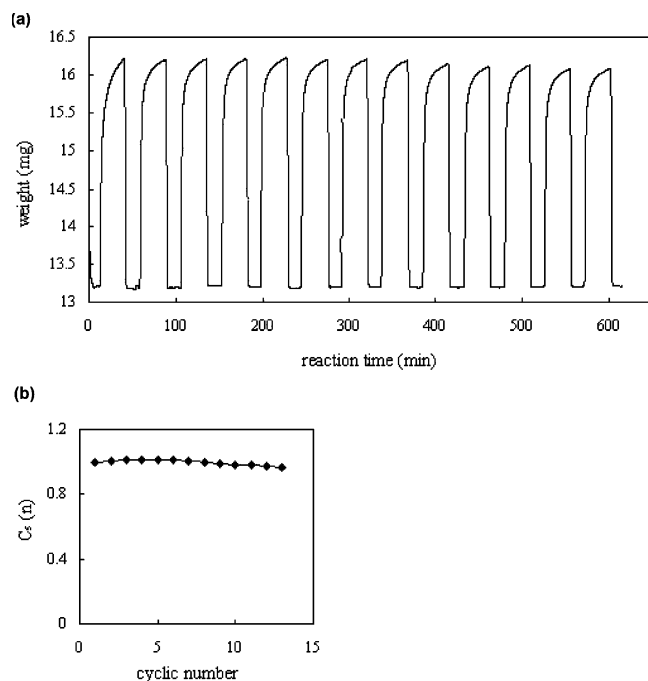 (a)
16.5
16
15.5
15
14.5
14
13.5
13
weight (mg)
0 100 200 300 400 500 600
reaction time (min)
(b)
1.2
0.8
0.4
0
Cs (n)
0 5 10 15
cyclic number